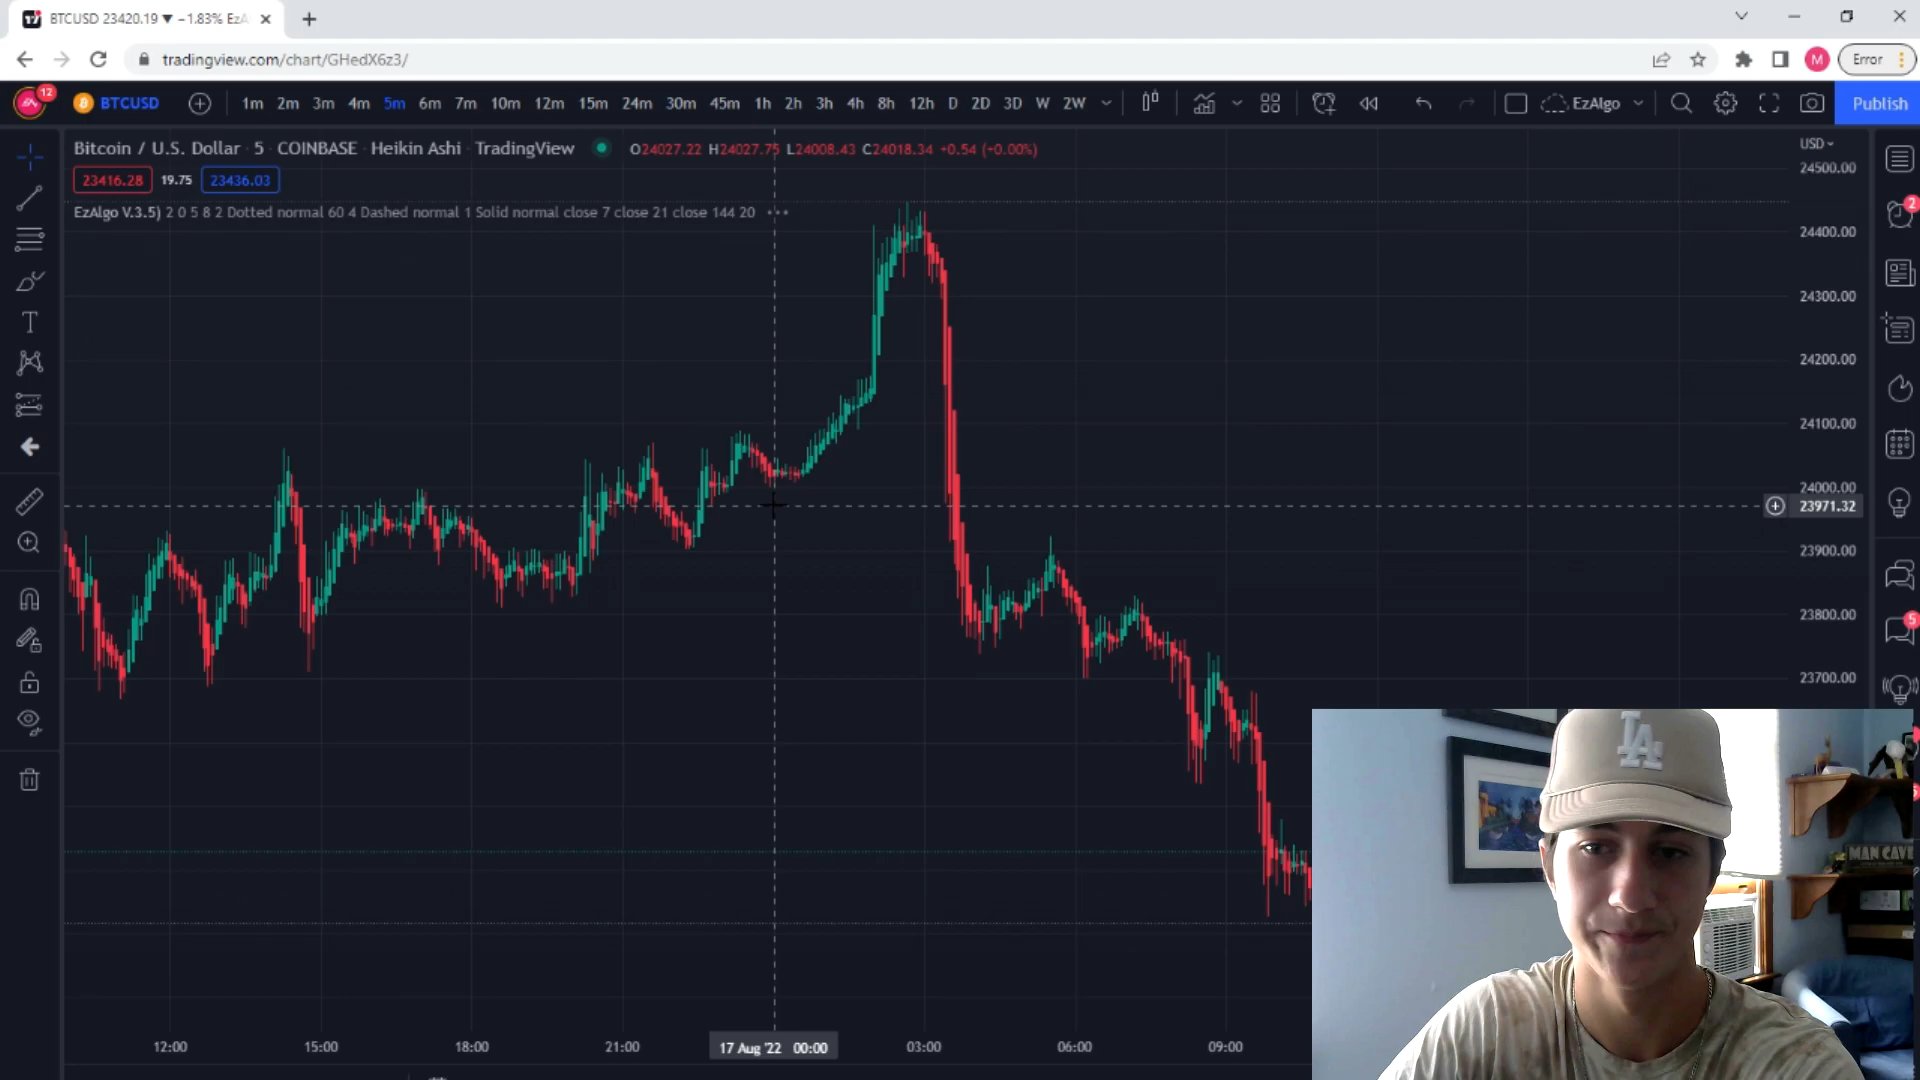 BTCUSD 23420.19 ▼ −1.83% EzA
tradingview.com/chart/GHedX6z3/
M
Error
12
BTCUSD
1m 2m 3m 4m 5m 6m 7m 10m 12m 15m 24m 30m 45m 1h 2h 3h 4h 8h 12h D 2D 3D W 2W
EzAlgo
Publish
Bitcoin / U.S. Dollar · 5 · COINBASE · Heikin Ashi · TradingView
O24027.22 H24027.75 L24008.43 C24018.34 +0.54 (+0.00%)
USD
23416.28 19.75 23436.03
EzAlgo V.3.5) 2 0 5 8 2 Dotted normal 60 4 Dashed normal 1 Solid normal close 7 close 21 close 144 20
24500.00
2
24400.00
24300.00
24200.00
24100.00
24000.00
23971.32
23900.00
23800.00
5
23700.00
LA
MAN CAVE
12:00 15:00 18:00 21:00 17 Aug '22 00:00 03:00 06:00 09:00